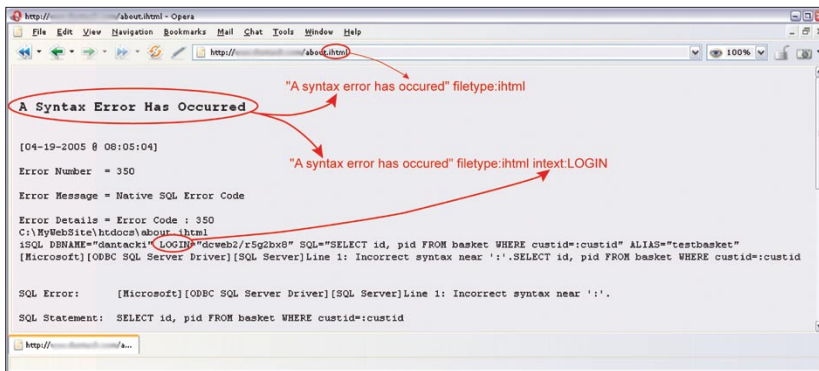 http:// /about.ihtml - Opera
File Edit View Navigation Bookmarks Mail Chat Tools Window Help
http:// /about.ihtml 100%
"A syntax error has occured" filetype:ihtml
A Syntax Error Has Occurred
[04-19-2005 @ 08:05:04]
"A syntax error has occured" filetype:ihtml intext:LOGIN
Error Number = 350
Error Message = Native SQL Error Code
Error Details = Error Code : 350
C:\MyWebSite\htdocs\about.ihtml
iSQL DBNAME="dantacki" LOGIN="dcweb2/r5g2bx8" SQL="SELECT id, pid FROM basket WHERE custid=:custid" ALIAS="testbasket"
[Microsoft][ODBC SQL Server Driver][SQL Server]Line 1: Incorrect syntax near ':'.SELECT id, pid FROM basket WHERE custid=:custid
SQL Error: [Microsoft][ODBC SQL Server Driver][SQL Server]Line 1: Incorrect syntax near ':'.
SQL Statement: SELECT id, pid FROM basket WHERE custid=:custid
http:// /a...